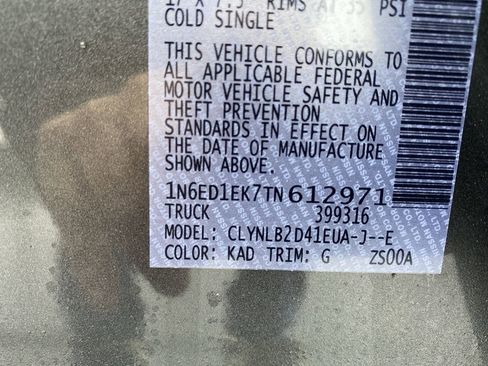 17 X 7.5 RIMS AT 35 PSI
COLD SINGLE
THIS VEHICLE CONFORMS TO
ALL APPLICABLE FEDERAL
MOTOR VEHICLE SAFETY AND
THEFT PREVENTION
STANDARDS IN EFFECT ON
THE DATE OF MANUFACTURE
SHOWN ABOVE.
1N6ED1EK7TN612971
TRUCK 399316
MODEL: CLYNLB2D41EUA-J--E
COLOR: KAD TRIM: G ZS00A